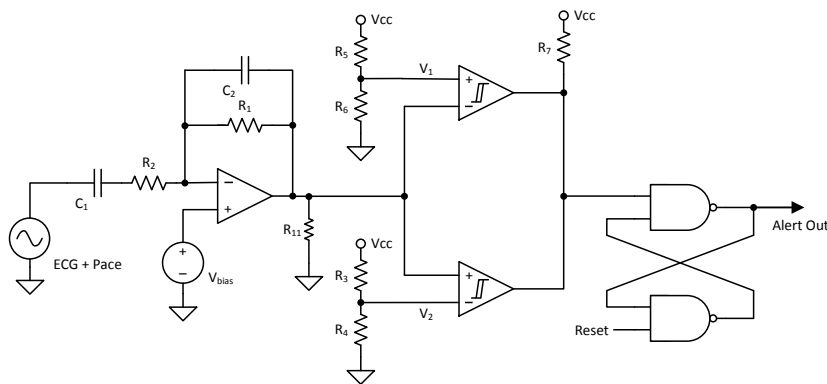 Vcc
Vcc
R5
V1
R7
C2
R6
R1
R2
C1
R11
Alert Out
Vcc
ECG + Pace
Vbias
R3
V2
R4
Reset
+
−
+
−
−
+
+
−
+
−